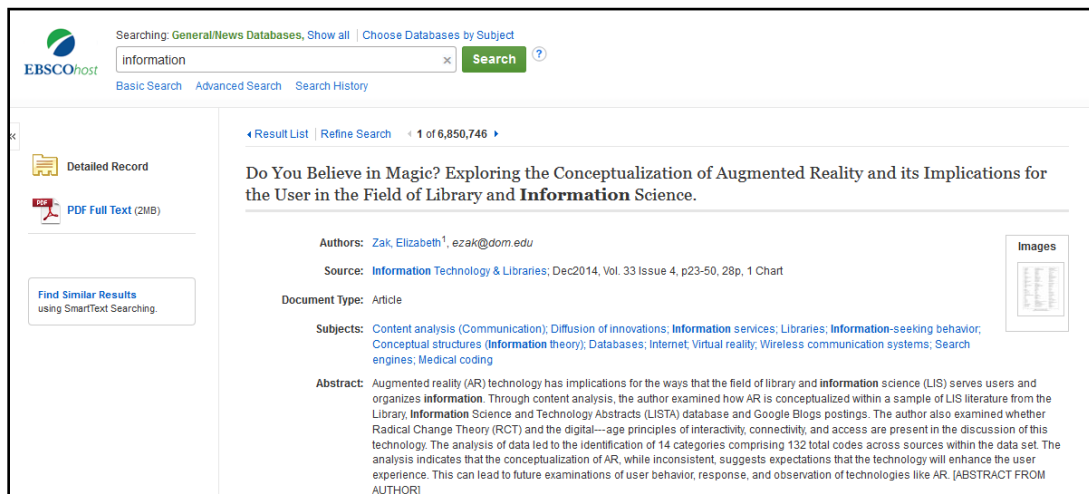 Searching: General/News Databases, Show all | Choose Databases by Subject
EBSCOhost
information × Search ?
Basic Search Advanced Search Search History
«
Result List | Refine Search 1 of 6,850,746
Detailed Record
Do You Believe in Magic? Exploring the Conceptualization of Augmented Reality and its Implications for
the User in the Field of Library and Information Science.
PDF PDF Full Text (2MB)
Authors: Zak, Elizabeth1, ezak@dom.edu
Images
Source: Information Technology & Libraries; Dec2014, Vol. 33 Issue 4, p23-50, 28p, 1 Chart
Find Similar Results
using SmartText Searching.
Document Type: Article
Subjects: Content analysis (Communication); Diffusion of innovations; Information services; Libraries; Information-seeking behavior;
Conceptual structures (Information theory); Databases; Internet; Virtual reality; Wireless communication systems; Search
engines; Medical coding
Abstract: Augmented reality (AR) technology has implications for the ways that the field of library and information science (LIS) serves users and
organizes information. Through content analysis, the author examined how AR is conceptualized within a sample of LIS literature from the
Library, Information Science and Technology Abstracts (LISTA) database and Google Blogs postings. The author also examined whether
Radical Change Theory (RCT) and the digital---age principles of interactivity, connectivity, and access are present in the discussion of this
technology. The analysis of data led to the identification of 14 categories comprising 132 total codes across sources within the data set. The
analysis indicates that the conceptualization of AR, while inconsistent, suggests expectations that the technology will enhance the user
experience. This can lead to future examinations of user behavior, response, and observation of technologies like AR. [ABSTRACT FROM
AUTHOR]